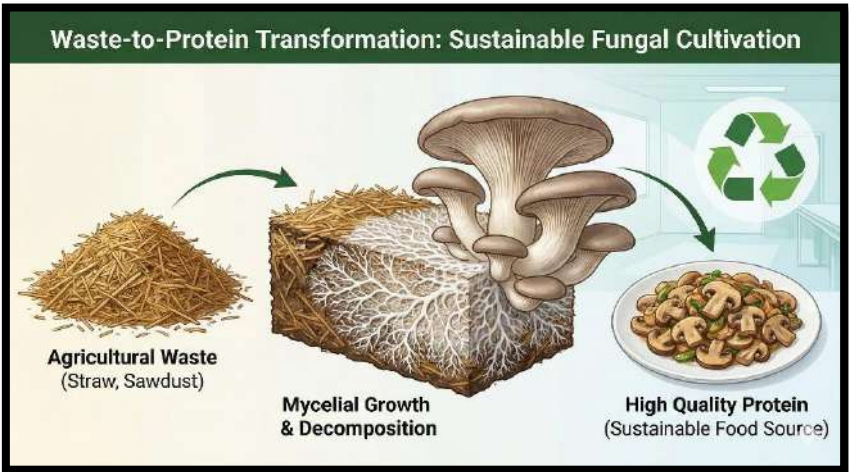 Waste-to-Protein Transformation: Sustainable Fungal Cultivation
Agricultural Waste
(Straw, Sawdust)
Mycelial Growth
& Decomposition
High Quality Protein
(Sustainable Food Source)